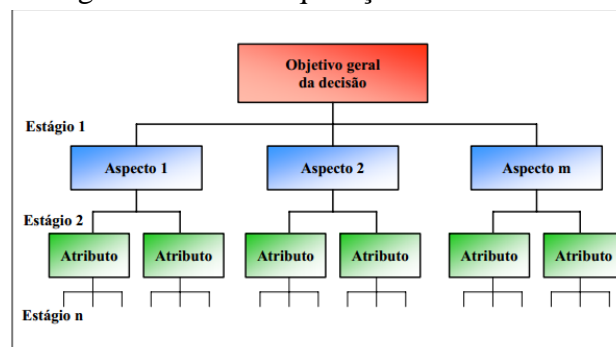 Objetivo geral
da decisão
Estágio 1
Aspecto 1
Aspecto 2
Aspecto m
Estágio 2
Atributo
Atributo
Atributo
Atributo
Atributo
Atributo
Estágio n